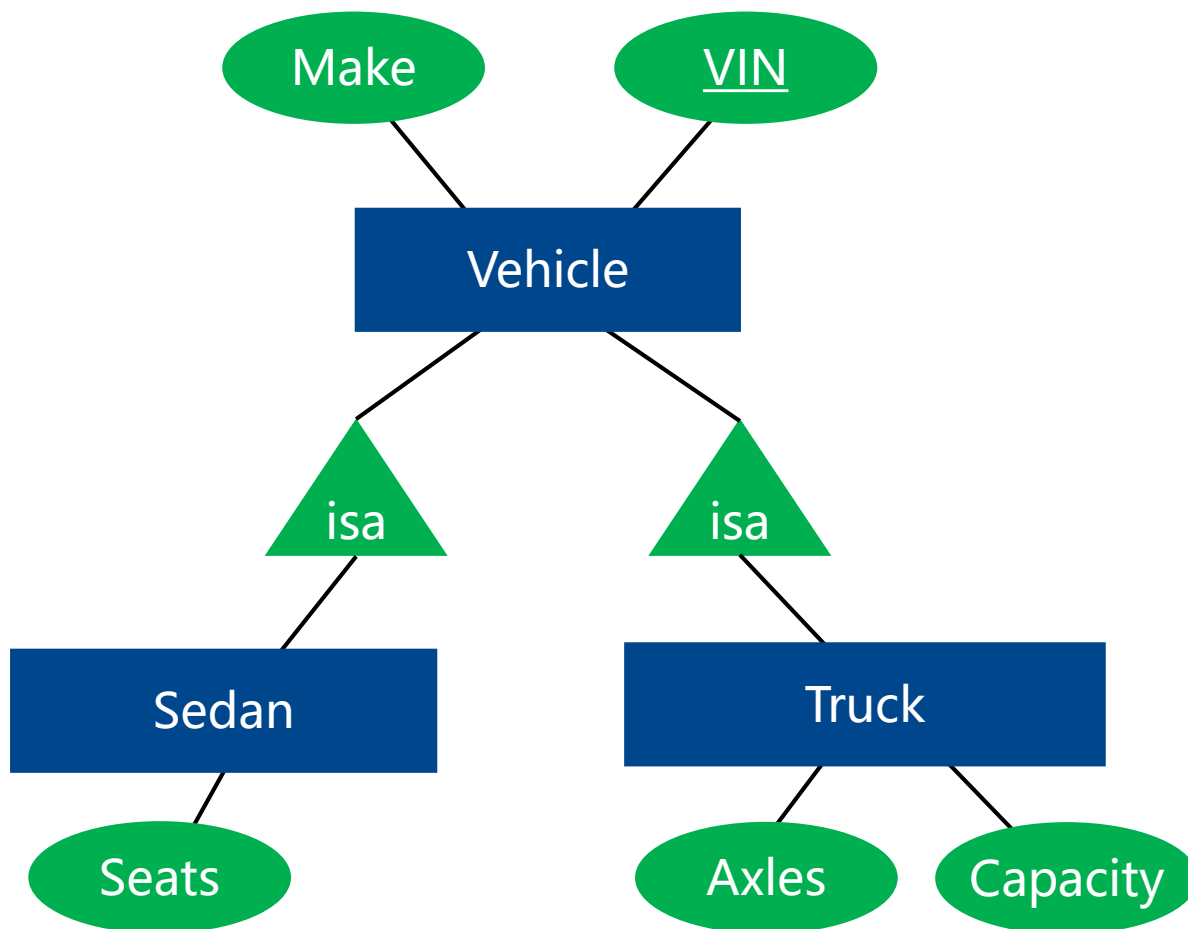 Make
VIN
Vehicle
isa
isa
Sedan
Truck
Seats
Axles
Capacity